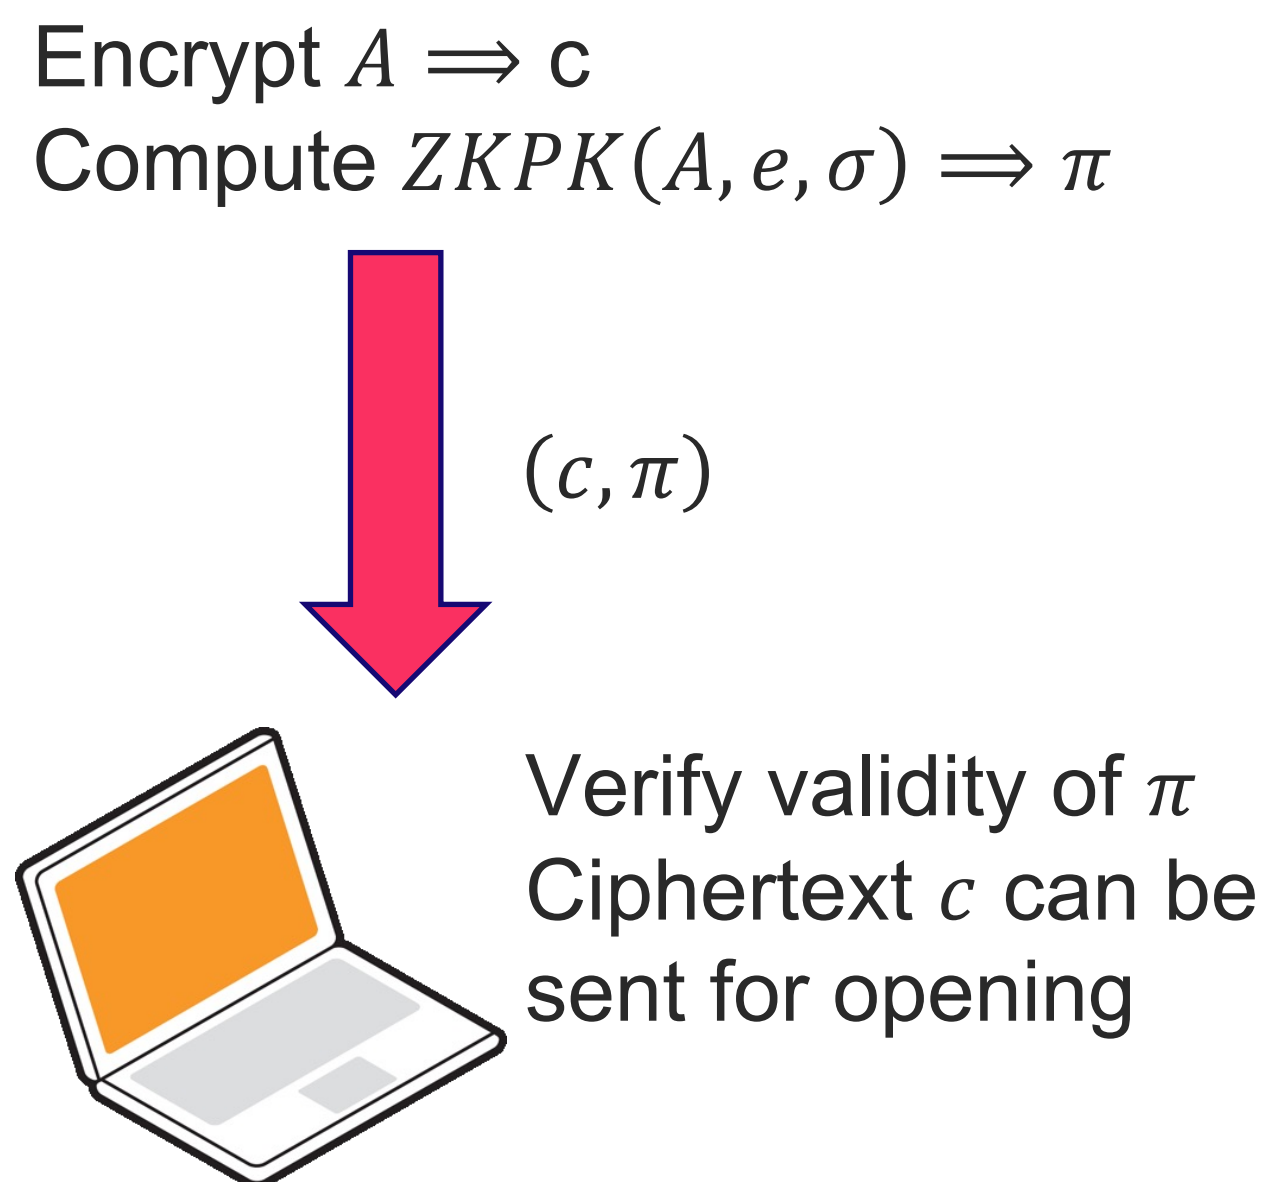 Encrypt A ⟹ c
Compute ZKPK(A, e, σ) ⟹ π
(c, π)
Verify validity of π
Ciphertext c can be
sent for opening